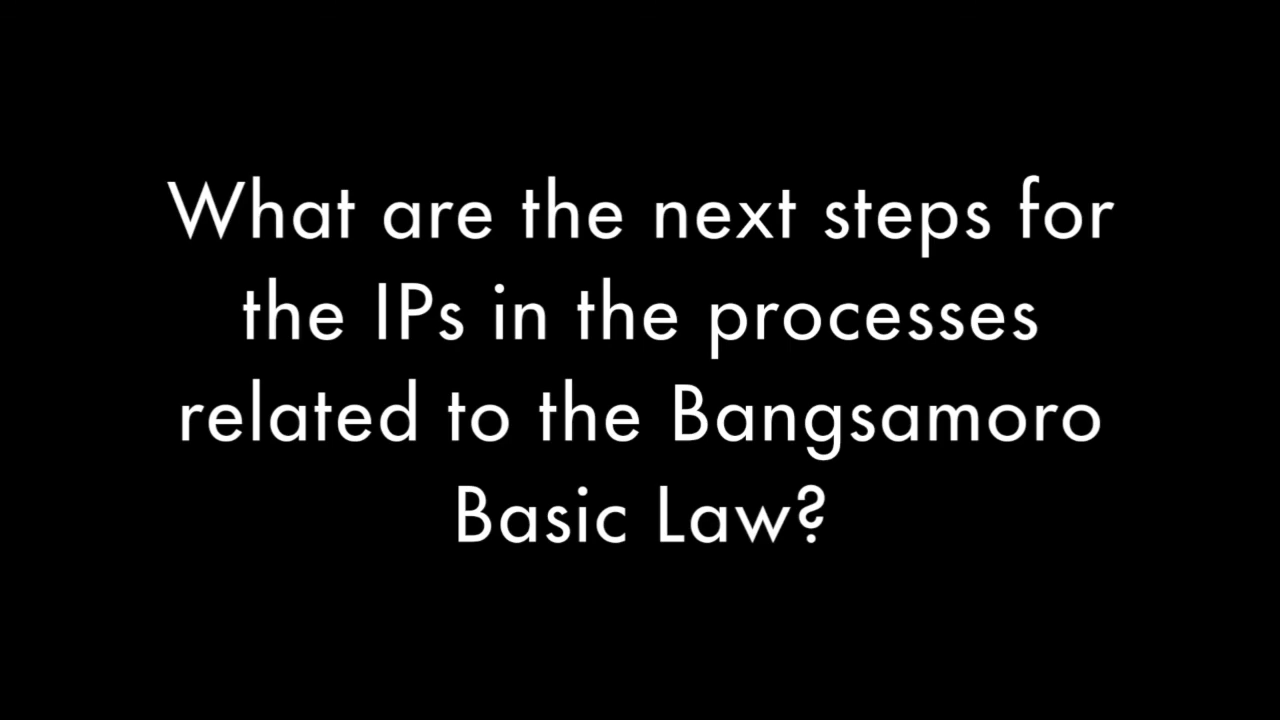 What are the next steps for
the IPs in the processes
related to the Bangsamoro
Basic Law?